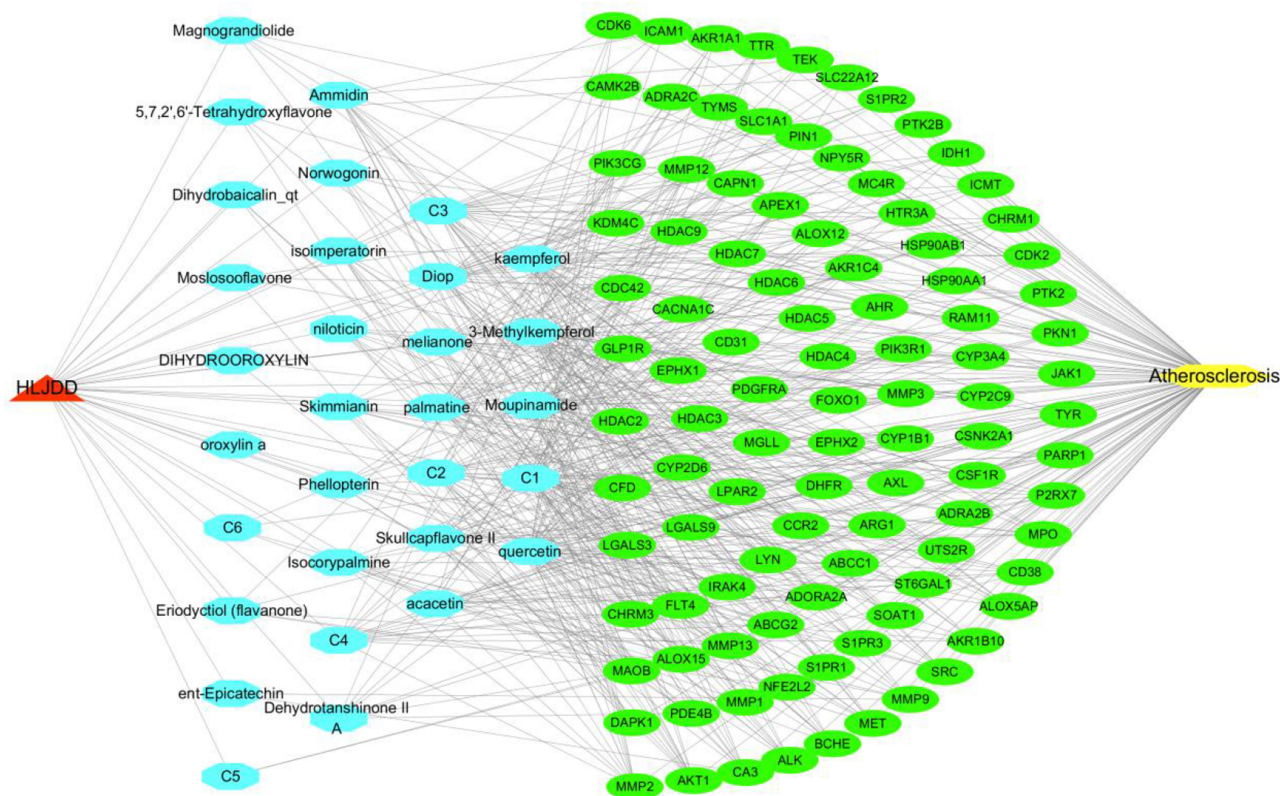 HLJDD
Magnograndiolide
5,7,2',6'-Tetrahydroxyflavone
Dihydrobaicalin_qt
Moslosooflavone
DIHYDROOROXYLIN
oroxylin a
C6
Eriodyctiol (flavanone)
ent-Epicatechin
C5
Ammidin
Norwogonin
isoimperatorin
niloticin
Skimmianin
Phellopterin
Isocorypalmine
C4
Dehydrotanshinone II
A
C3
Diop
melianone
palmatine
C2
Skullcapflavone II
acacetin
kaempferol
3-Methylkempferol
Moupinamide
C1
quercetin
CDK6
ICAM1
AKR1A1
TTR
TEK
SLC22A12
S1PR2
PTK2B
IDH1
ICMT
CHRM1
CDK2
PTK2
PKN1
JAK1
TYR
PARP1
P2RX7
MPO
CD38
ALOX5AP
AKR1B10
SRC
MMP9
MET
BCHE
ALK
CA3
AKT1
MMP2
CAMK2B
ADRA2C
TYMS
SLC1A1
PIN1
NPY5R
MC4R
HTR3A
HSP90AB1
HSP90AA1
RAM11
CYP3A4
CYP2C9
CSNK2A1
CSF1R
ADRA2B
UTS2R
ST6GAL1
SOAT1
S1PR3
S1PR1
NFE2L2
MMP1
PDE4B
DAPK1
PIK3CG
MMP12
CAPN1
APEX1
ALOX12
AKR1C4
AHR
PIK3R1
MMP3
CYP1B1
AXL
ARG1
ABCC1
ADORA2A
ABCG2
MMP13
ALOX15
MAOB
KDM4C
HDAC9
HDAC7
HDAC6
HDAC5
HDAC4
FOXO1
EPHX2
DHFR
CCR2
LYN
IRAK4
FLT4
CHRM3
CDC42
CACNA1C
CD31
PDGFRA
MGLL
LPAR2
LGALS9
LGALS3
GLP1R
EPHX1
HDAC3
CYP2D6
CFD
HDAC2
Atherosclerosis